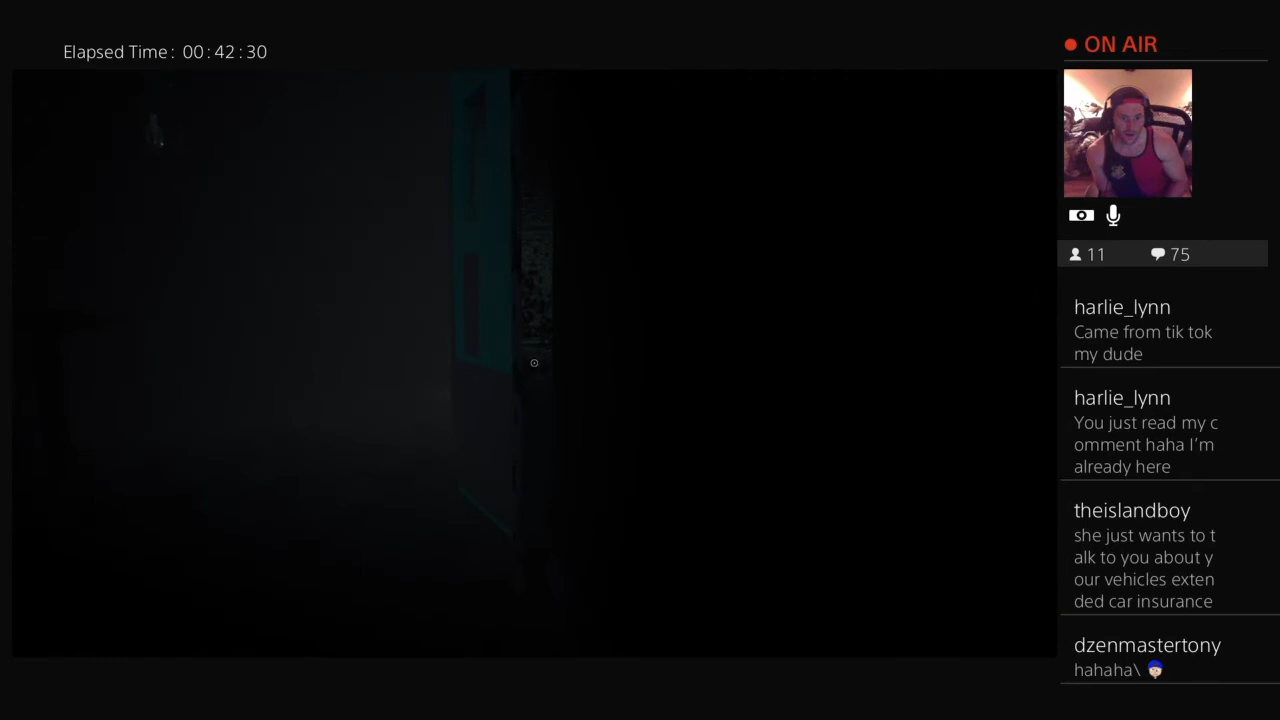 Elapsed Time: 00:42:30
ON AIR
11 75
harlie_lynn
Came from tik tok
my dude
harlie_lynn
You just read my c
omment haha I'm
already here
theislandboy
she just wants to t
alk to you about y
our vehicles exten
ded car insurance
dzenmastertony
hahaha\